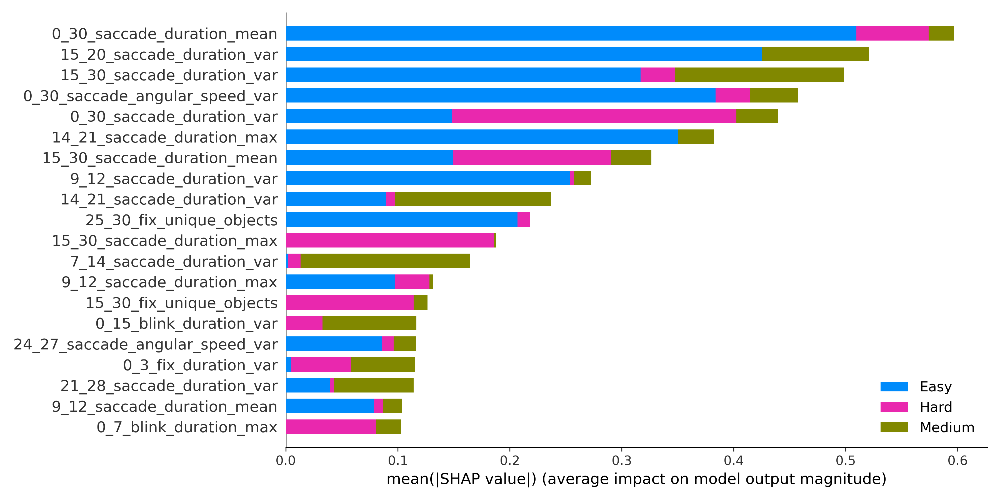 0_30_saccade_duration_mean
15_20_saccade_duration_var
15_30_saccade_duration_var
0_30_saccade_angular_speed_var
0_30_saccade_duration_var
14_21_saccade_duration_max
15_30_saccade_duration_mean
9_12_saccade_duration_var
14_21_saccade_duration_var
25_30_fix_unique_objects
15_30_saccade_duration_max
7_14_saccade_duration_var
9_12_saccade_duration_max
15_30_fix_unique_objects
0_15_blink_duration_var
24_27_saccade_angular_speed_var
0_3_fix_duration_var
21_28_saccade_duration_var
9_12_saccade_duration_mean
0_7_blink_duration_max
Easy
Hard
Medium
0.0 0.1 0.2 0.3 0.4 0.5 0.6
mean(|SHAP value|) (average impact on model output magnitude)